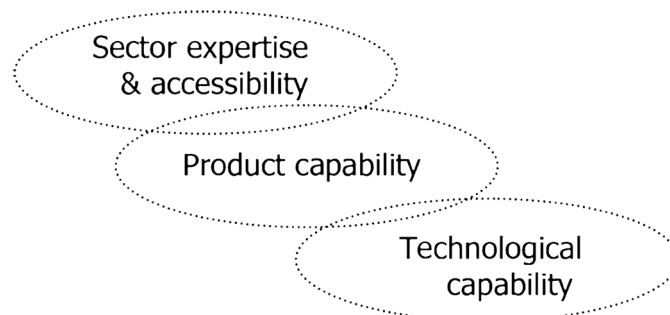 Sector expertise
& accessibility
Product capability
Technological
capability